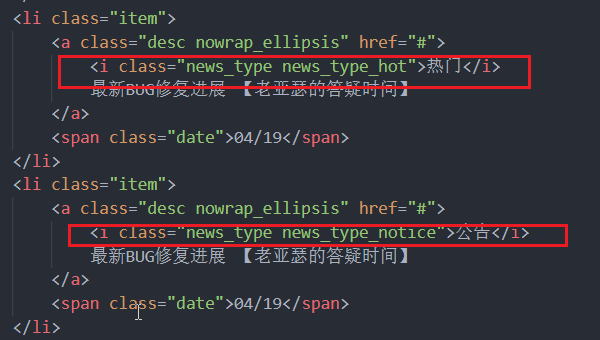 <li class="item">
<a class="desc nowrap_ellipsis" href="#">
<i class="news_type news_type_hot">热门</i>
最新BUG修复进展 【老亚瑟的答疑时间】
</a>
<span class="date">04/19</span>
</li>
<li class="item">
<a class="desc nowrap_ellipsis" href="#">
<i class="news_type news_type_notice">公告</i>
最新BUG修复进展 【老亚瑟的答疑时间】
</a>
<span class="date">04/19</span>
</li>